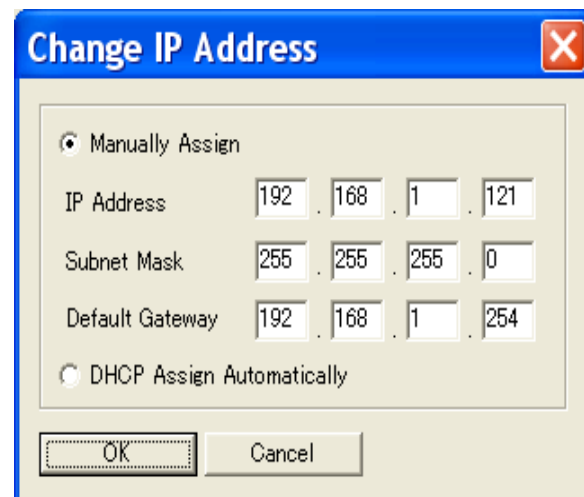 Change IP Address
Manually Assign
IP Address 192 . 168 . 1 . 121
Subnet Mask 255 . 255 . 255 . 0
Default Gateway 192 . 168 . 1 . 254
DHCP Assign Automatically
OK Cancel